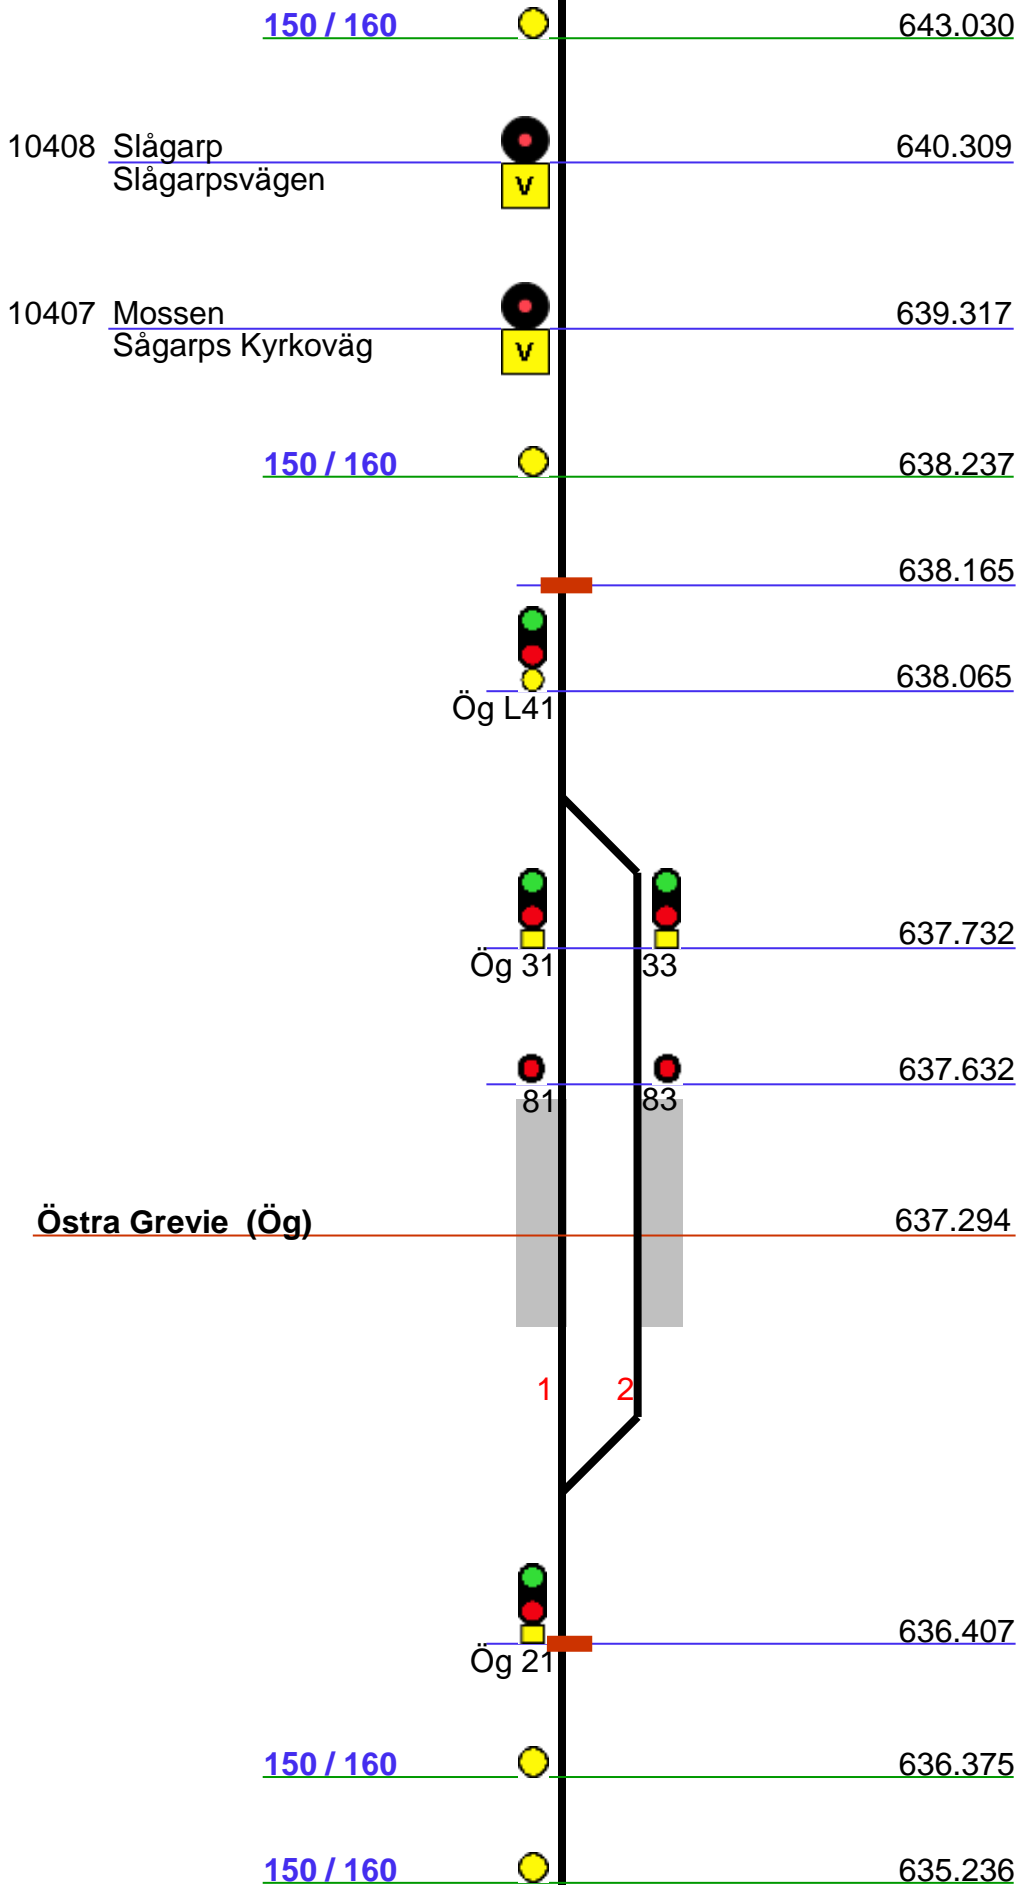 150 / 160 643.030
10408 Slågarp 640.309
Slågarpsvägen
V
10407 Mossen 639.317
Sågarps Kyrkoväg
V
150 / 160 638.237
638.165
638.065
Ög L41
637.732
Ög 31 33
637.632
81 83
Östra Grevie (Ög) 637.294
1 2
636.407
Ög 21
150 / 160 636.375
150 / 160 635.236